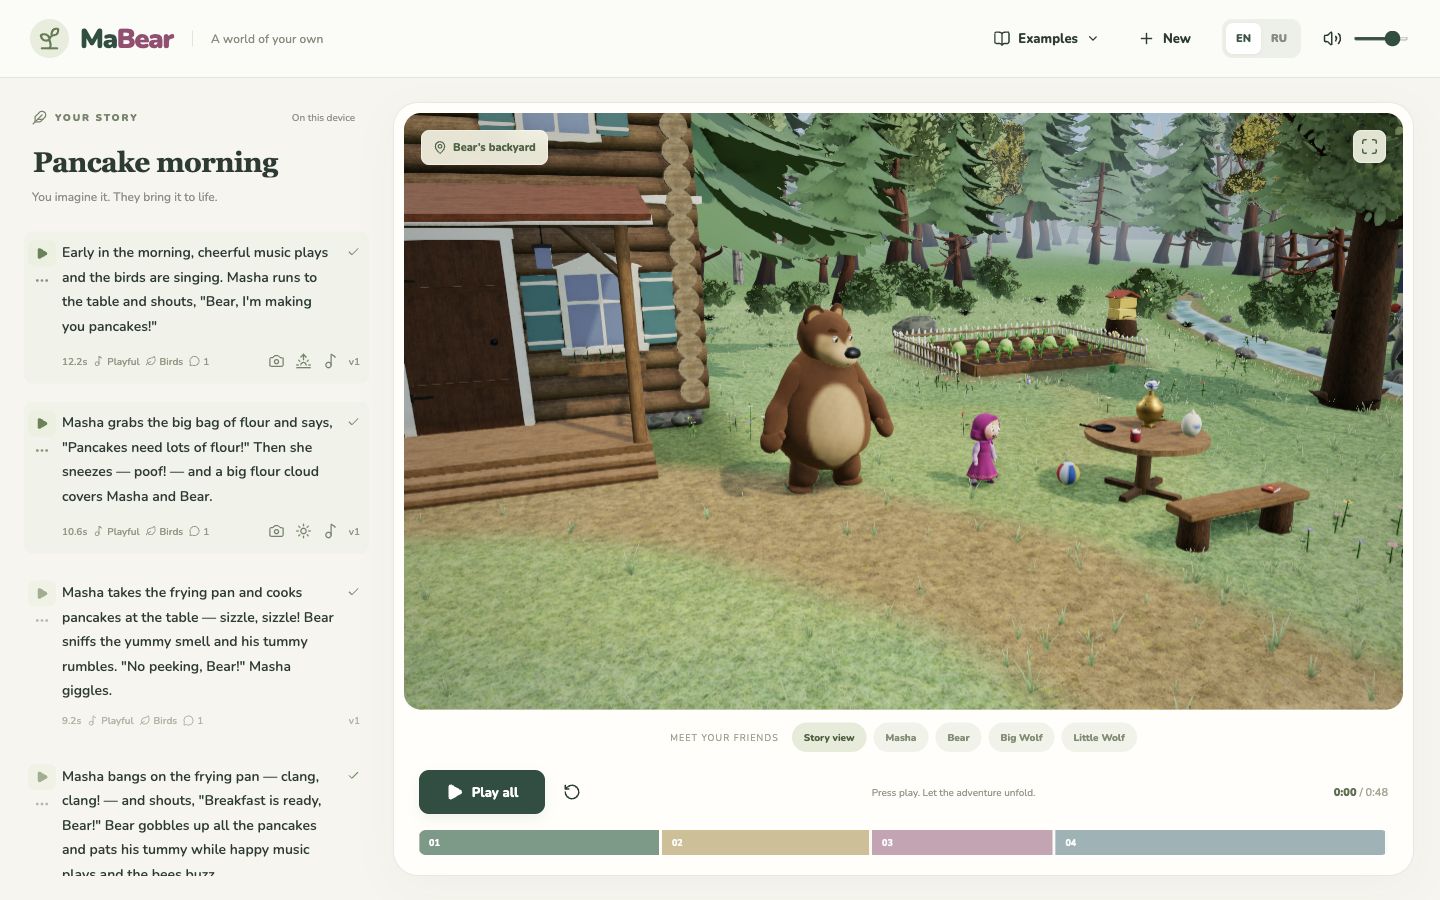 MaBear
A world of your own
Examples
New
EN
RU
YOUR STORY
On this device
Pancake morning
You imagine it. They bring it to life.
Early in the morning, cheerful music plays
and the birds are singing. Masha runs to
the table and shouts, "Bear, I'm making
you pancakes!"
12.2s Playful Birds 1 v1
Masha grabs the big bag of flour and says,
"Pancakes need lots of flour!" Then she
sneezes — poof! — and a big flour cloud
covers Masha and Bear.
10.6s Playful Birds 1 v1
Masha takes the frying pan and cooks
pancakes at the table — sizzle, sizzle! Bear
sniffs the yummy smell and his tummy
rumbles. "No peeking, Bear!" Masha
giggles.
9.2s Playful Birds 1 v1
Masha bangs on the frying pan — clang,
clang! — and shouts, "Breakfast is ready,
Bear!" Bear gobbles up all the pancakes
and pats his tummy while happy music
plays and the bees buzz.
Bear's backyard
MEET YOUR FRIENDS
Story view
Masha
Bear
Big Wolf
Little Wolf
Play all
Press play. Let the adventure unfold.
0:00 / 0:48
01
02
03
04